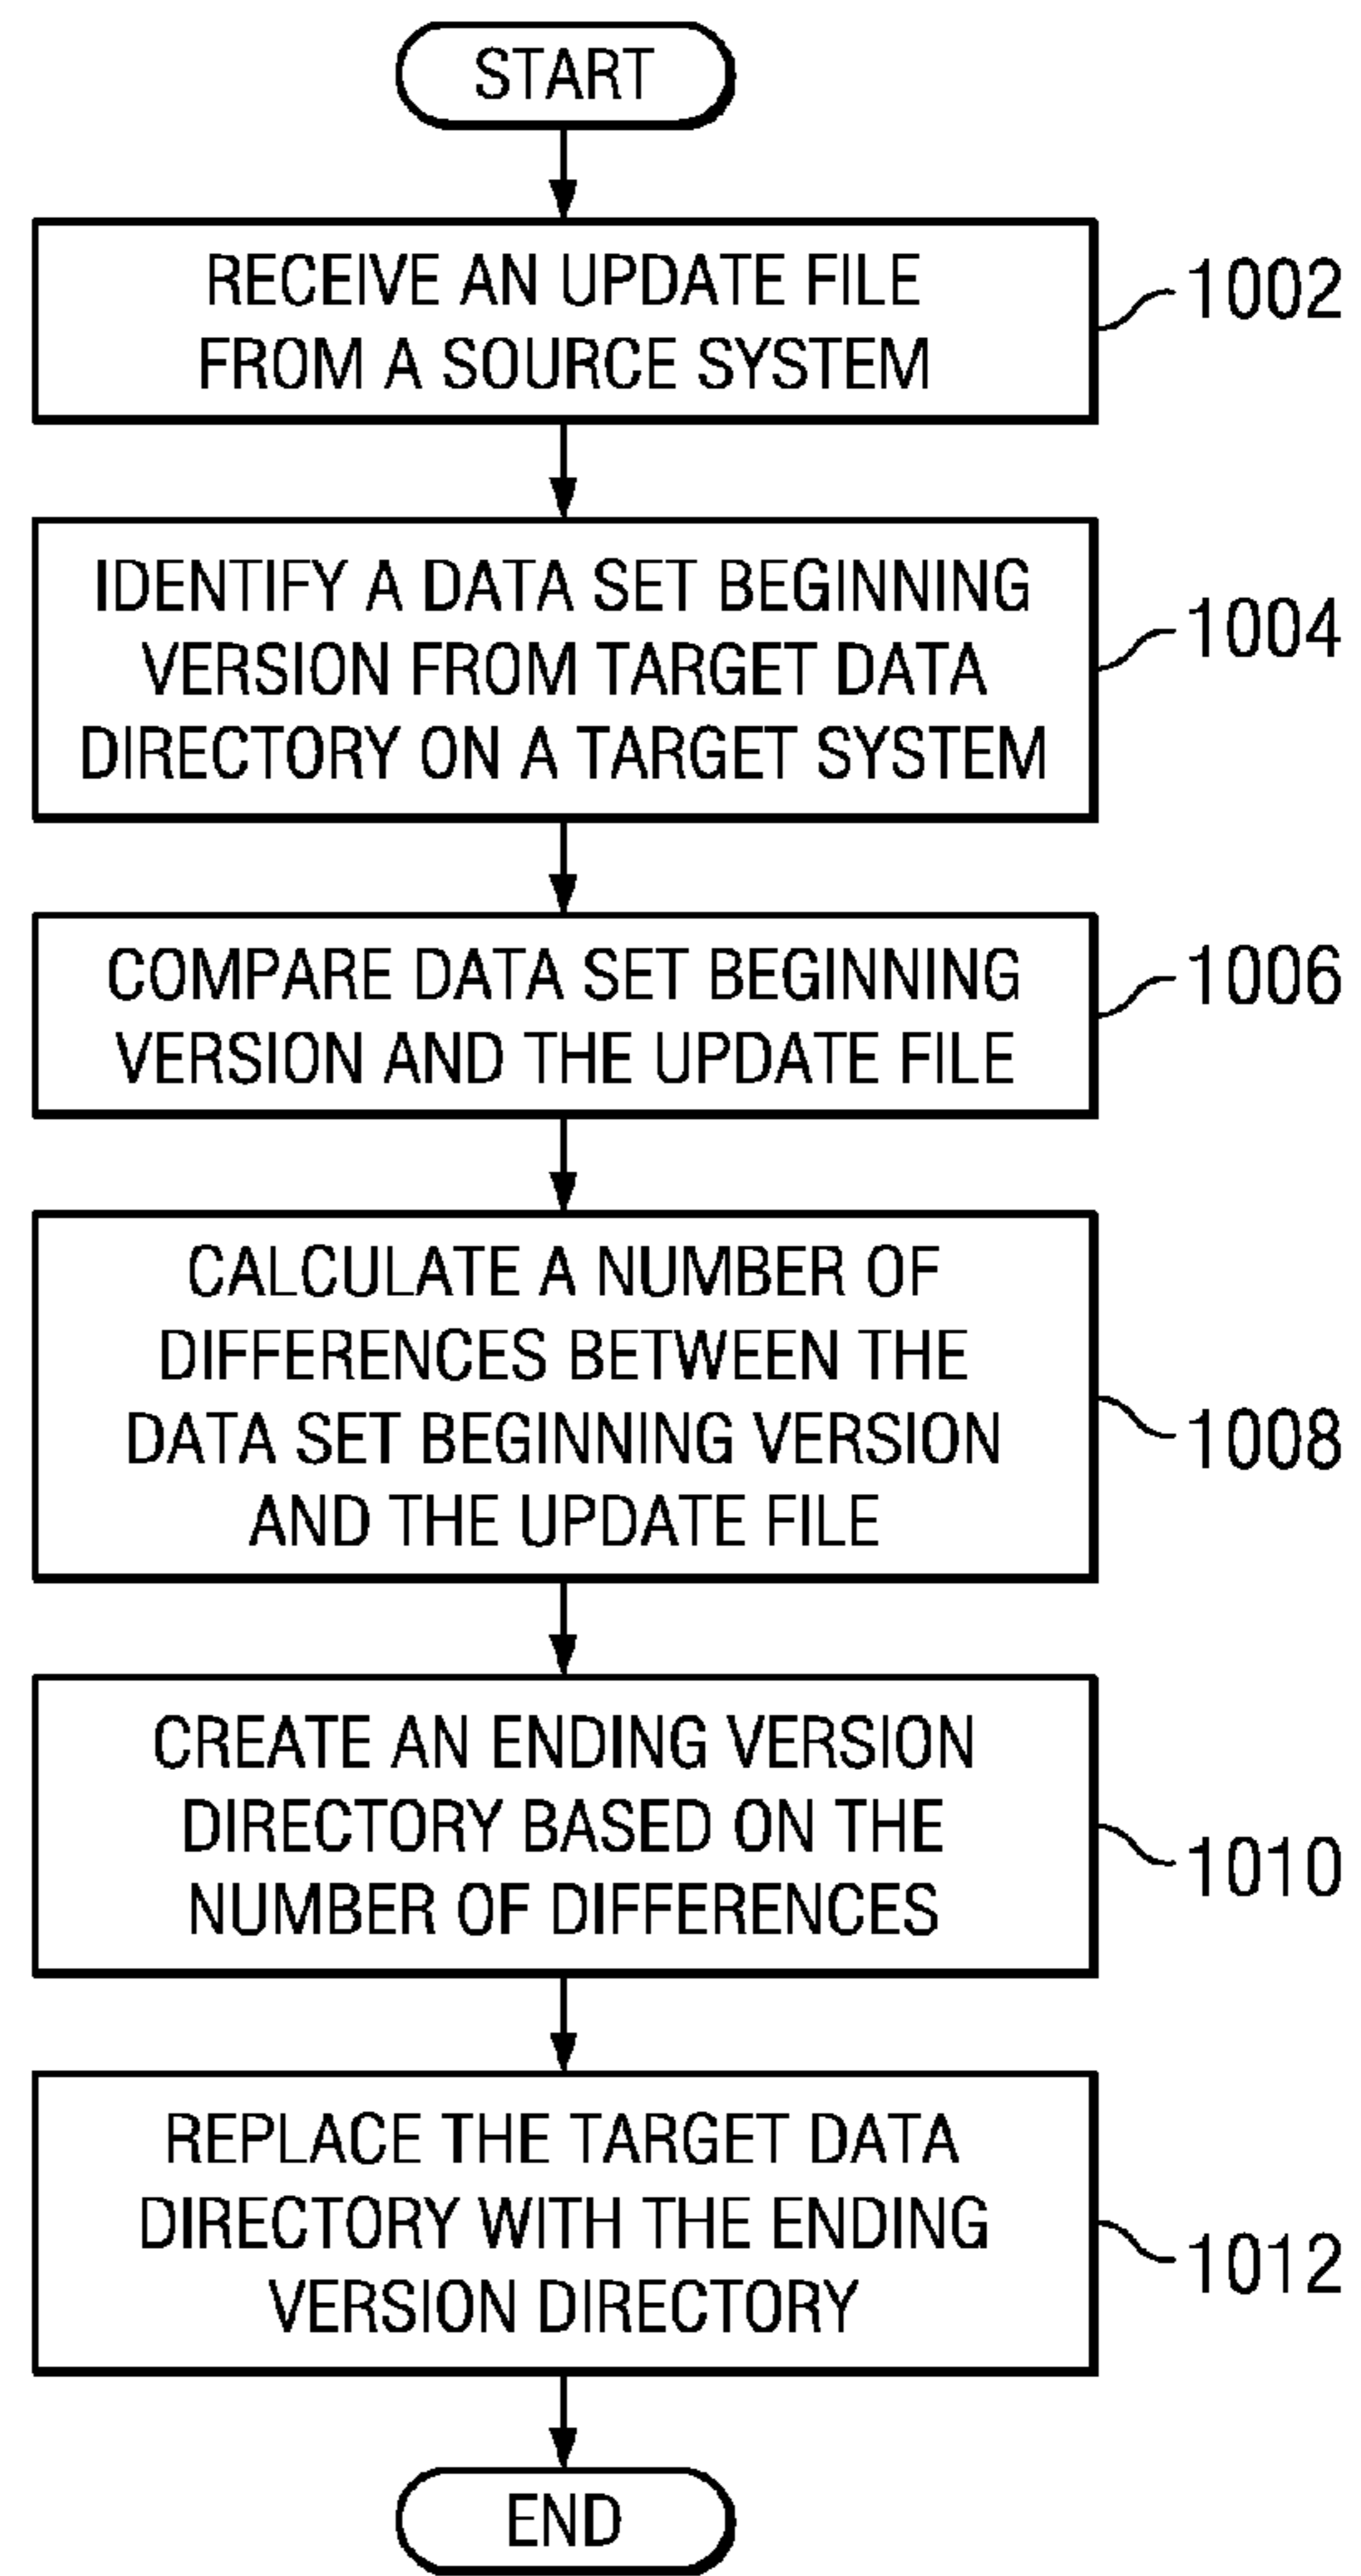 START
RECEIVE AN UPDATE FILE
FROM A SOURCE SYSTEM
1002
IDENTIFY A DATA SET BEGINNING
VERSION FROM TARGET DATA
DIRECTORY ON A TARGET SYSTEM
1004
COMPARE DATA SET BEGINNING
VERSION AND THE UPDATE FILE
1006
CALCULATE A NUMBER OF
DIFFERENCES BETWEEN THE
DATA SET BEGINNING VERSION
AND THE UPDATE FILE
1008
CREATE AN ENDING VERSION
DIRECTORY BASED ON THE
NUMBER OF DIFFERENCES
1010
REPLACE THE TARGET DATA
DIRECTORY WITH THE ENDING
VERSION DIRECTORY
1012
END